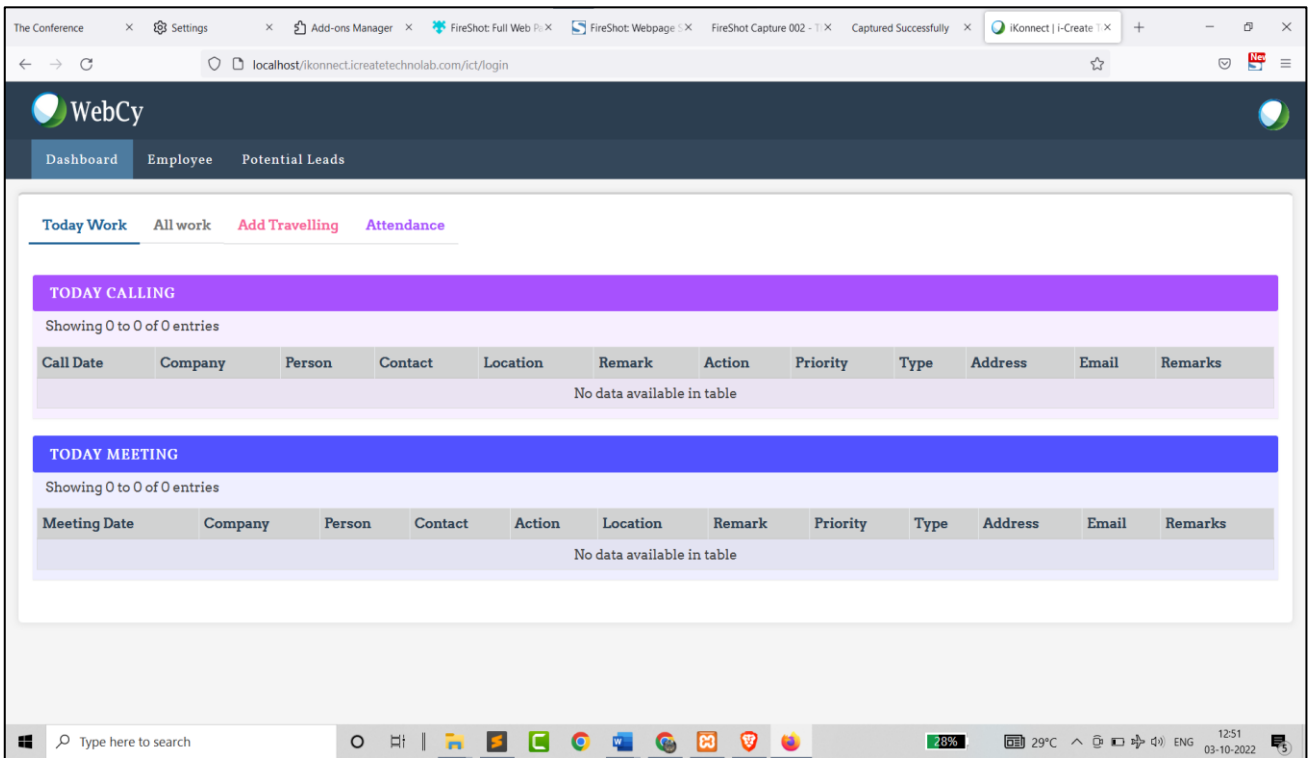 The Conference Settings Add-ons Manager FireShot: Full Web FireShot: Webpage FireShot Capture 002 - Captured Successfully iKonnect | i-Create
localhost/ikonnect.icreatetechnolab.com/ict/login New
WebCy
Dashboard Employee Potential Leads
Today Work All work Add Travelling Attendance
TODAY CALLING
Showing 0 to 0 of 0 entries
Call Date Company Person Contact Location Remark Action Priority Type Address Email Remarks
No data available in table
TODAY MEETING
Showing 0 to 0 of 0 entries
Meeting Date Company Person Contact Action Location Remark Priority Type Address Email Remarks
No data available in table
Type here to search 28% 29°C ENG 12:51
03-10-2022 5